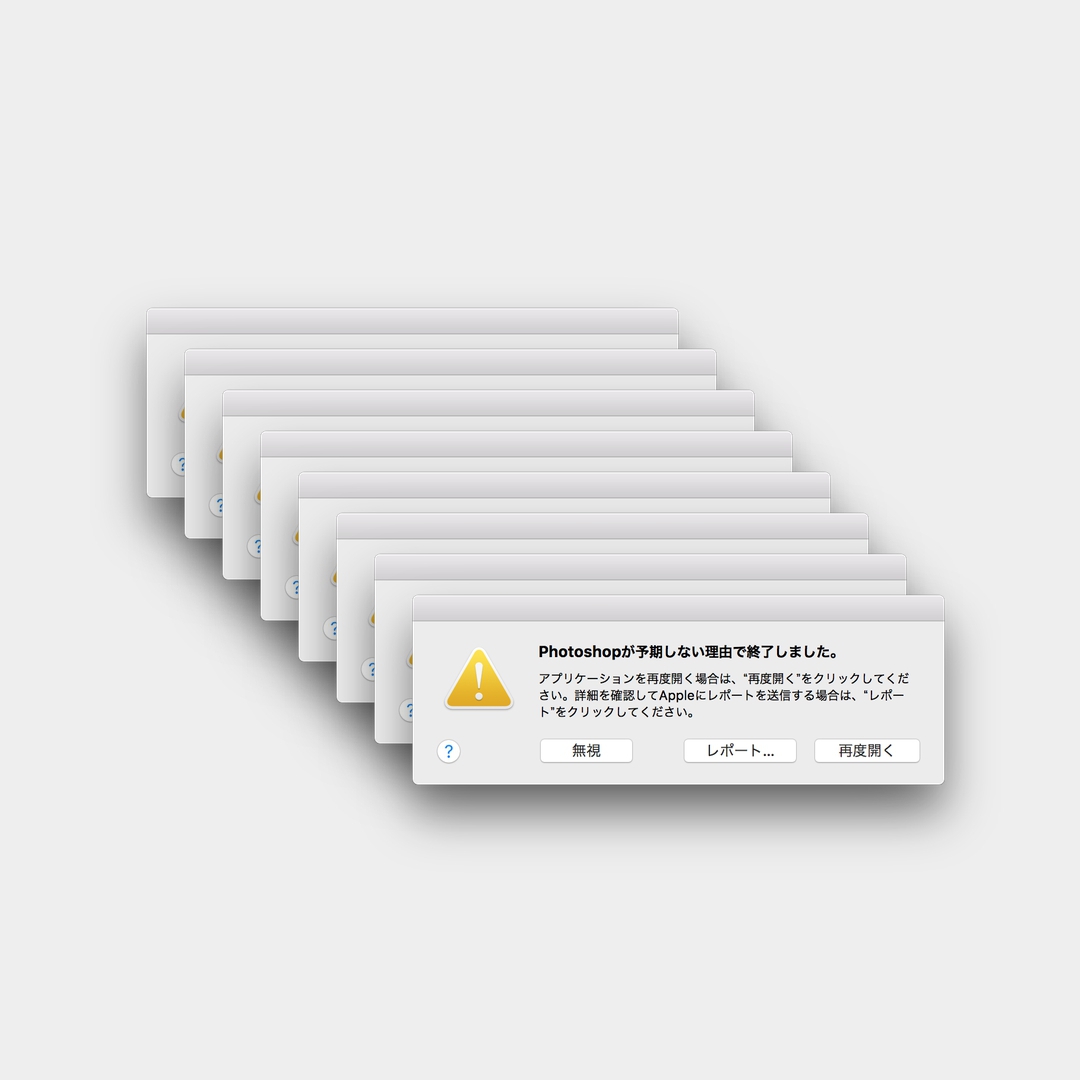 ?
?
?
?
?
?
?
Photoshopが予期しない理由で終了しました。
アプリケーションを再度開く場合は、“再度開く”をクリックしてくだ
さい。詳細を確認してAppleにレポートを送信する場合は、“レポー
ト”をクリックしてください。
? 無視 レポート... 再度開く